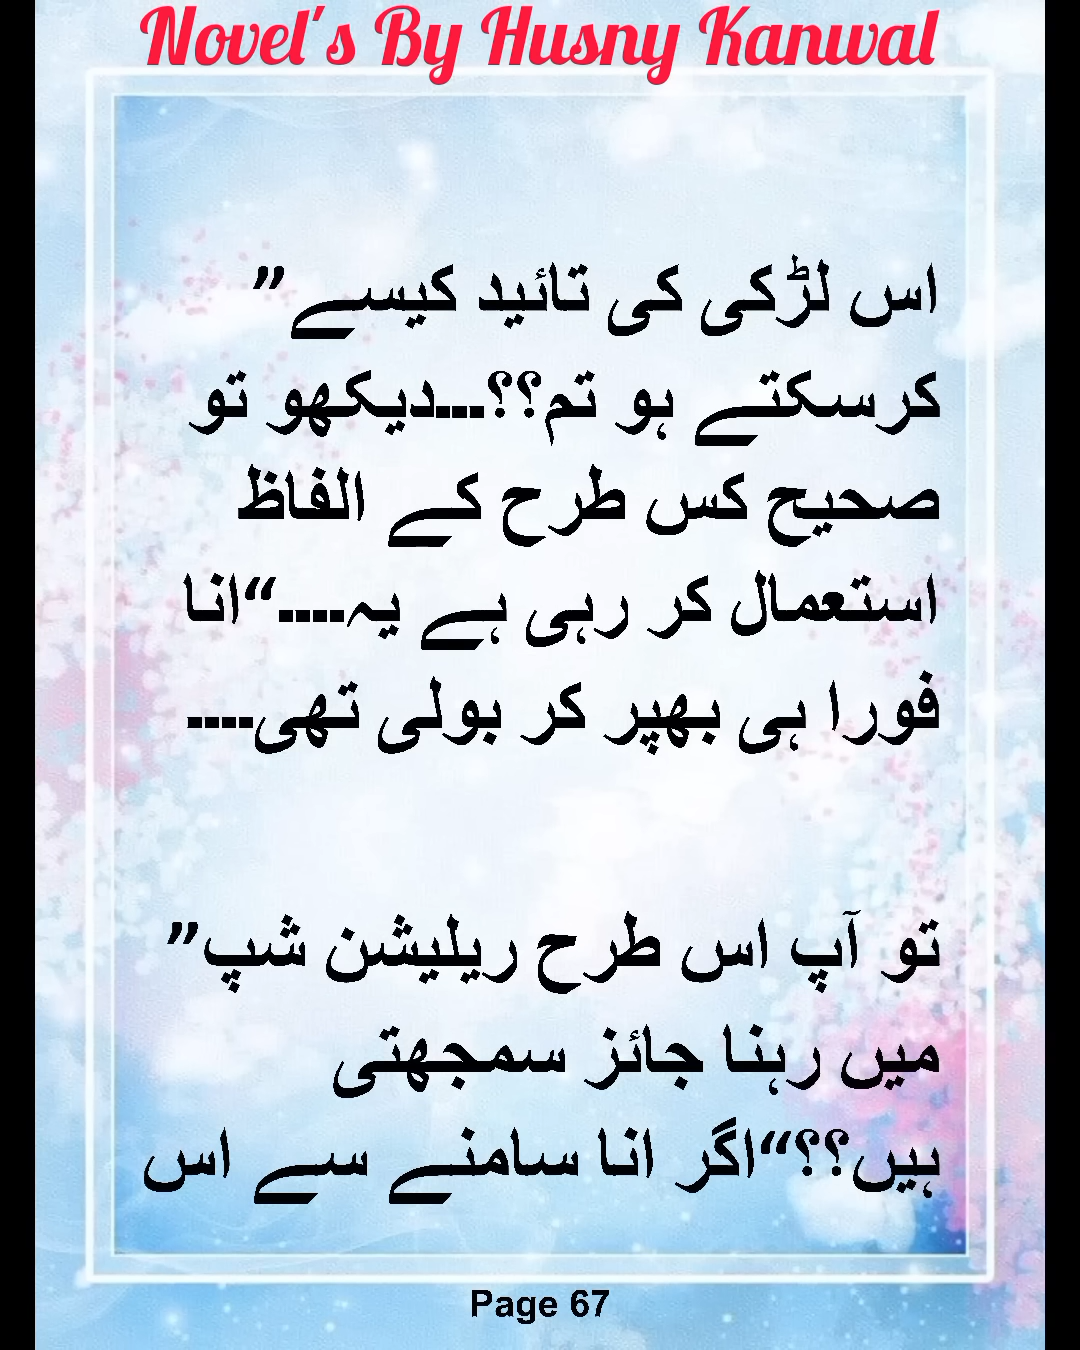 Novel's By Husny Kanwal
اس لڑکی کی تائید کیسے”
کرسکتے ہو تم؟؟...دیکھو تو
صحیح کس طرح کے الفاظ
استعمال کر رہی ہے یہ....“انا
فورا ہی بھپر کر بولی تھی....
تو آپ اس طرح ریلیشن شپ”
میں رہنا جائز سمجھتی
ہیں؟؟“اگر انا سامنے سے اس
Page 67